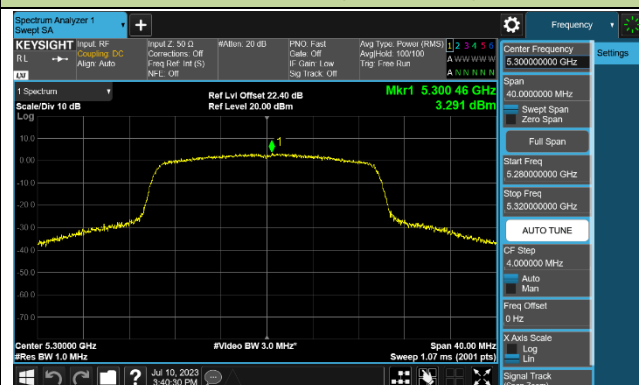 Spectrum Analyzer 1
Swept SA
Frequency
KEYSIGHT
RL
LXI
Input: RF
Coupling: DC
Align: Auto
Input Z: 50 Ω
Corrections: Off
Freq Ref: Int (S)
NFE: Off
#Atten: 20 dB
PNO: Fast
Gate: Off
IF Gain: Low
Sig Track: Off
Avg Type: Power (RMS)
Avg|Hold: 100/100
Trig: Free Run
1 2 3 4 5 6
A W W W W W
A N N N N N
Center Frequency
5.300000000 GHz
Settings
Span
40.0000000 MHz
Swept Span
Zero Span
Full Span
Start Freq
5.280000000 GHz
Stop Freq
5.320000000 GHz
AUTO TUNE
CF Step
4.000000 MHz
Auto
Man
Freq Offset
0 Hz
X Axis Scale
Log
Lin
Signal Track
(Span Zoom)
1 Spectrum
Scale/Div 10 dB
Log
Ref Lvl Offset 22.40 dB
Ref Level 20.00 dBm
Mkr1 5.300 46 GHz
3.291 dBm
1
10.0
0.00
-10.0
-20.0
-30.0
-40.0
-50.0
-60.0
-70.0
Center 5.30000 GHz
#Res BW 1.0 MHz
#Video BW 3.0 MHz*
Span 40.00 MHz
Sweep 1.07 ms (2001 pts)
?
Jul 10, 2023
3:40:30 PM